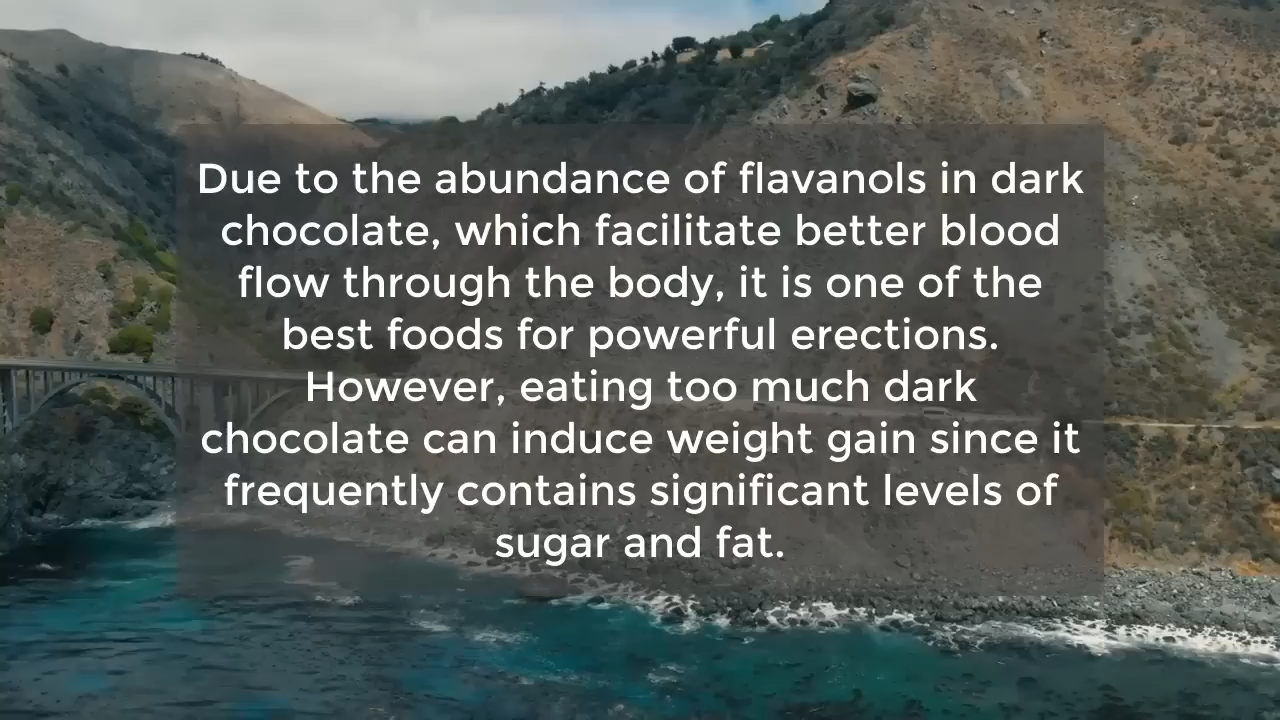 Due to the abundance of flavanols in dark
chocolate, which facilitate better blood
flow through the body, it is one of the
best foods for powerful erections.
However, eating too much dark
chocolate can induce weight gain since it
frequently contains significant levels of
sugar and fat.